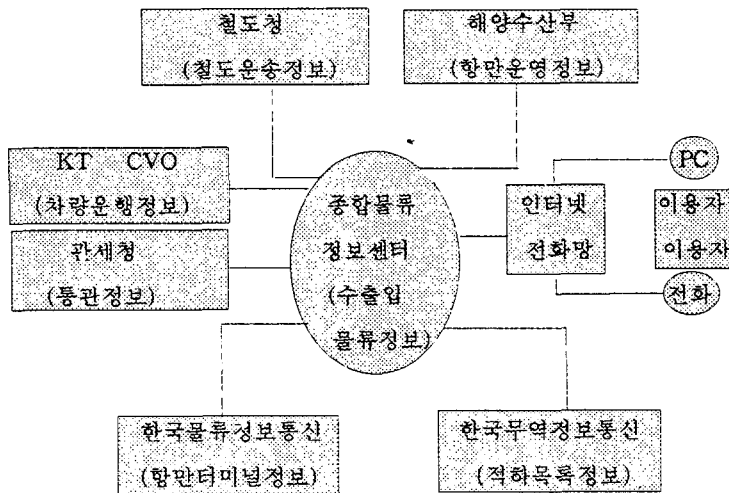 철도청
(철도운송정보)
해양수산부
(항만운영정보)
KT CVO
(차량운행정보)
관세청
(통관정보)
종합물류
정보센터
(수출입
물류정보)
인터넷
전화망
PC
이용자
이용자
전화
한국물류정보통신
(항만터미널정보)
한국무역정보통신
(적하목록정보)